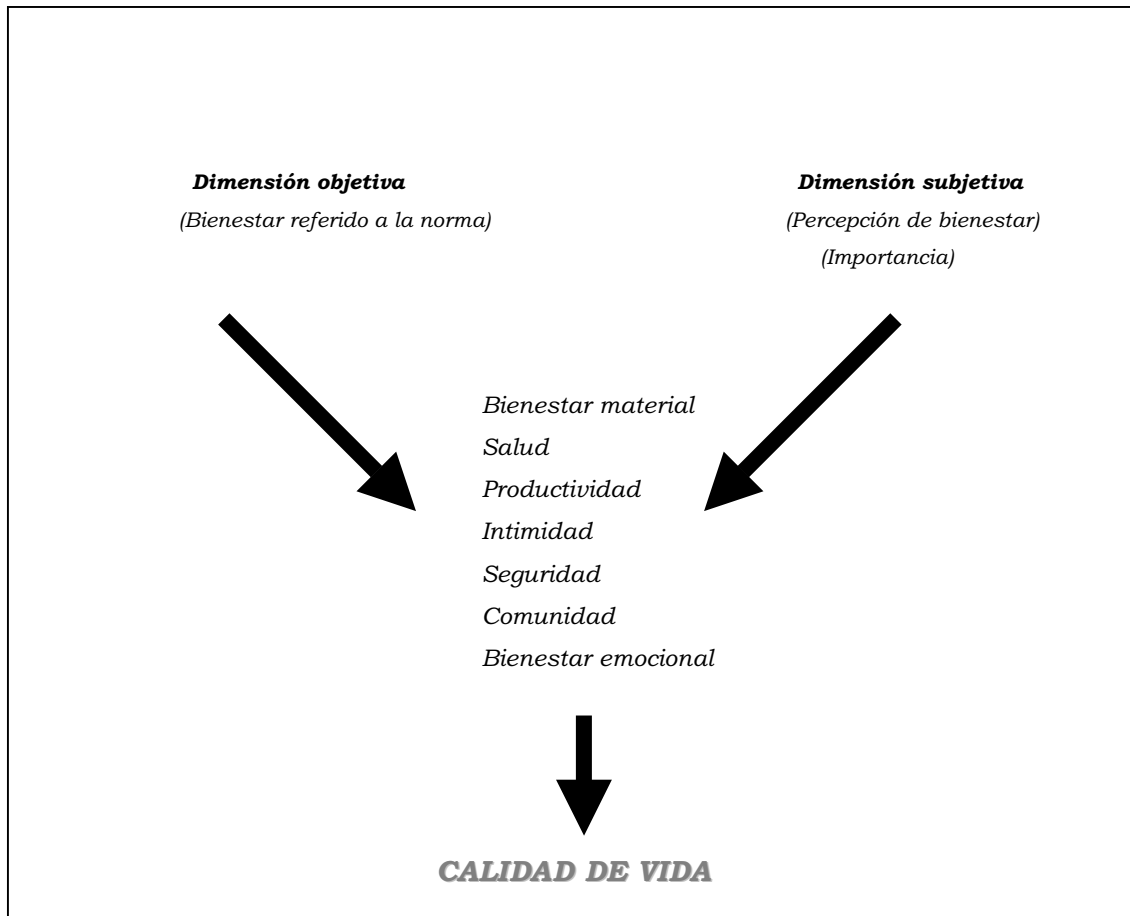 Dimensión objetiva
(Bienestar referido a la norma)
Dimensión subjetiva
(Percepción de bienestar)
(Importancia)
Bienestar material
Salud
Productividad
Intimidad
Seguridad
Comunidad
Bienestar emocional
CALIDAD DE VIDA